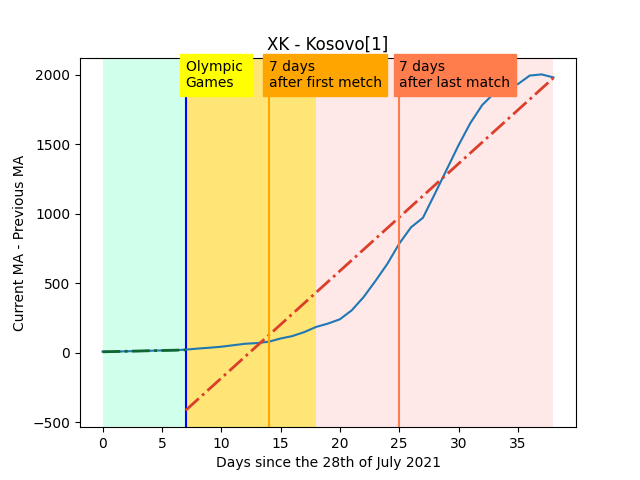 XK - Kosovo[1]
Olympic
Games
7 days
after first metch
7 days
after last match
Current MA - Previous MA
2000
1500
1000
500
0
−500
0 5 10 15 20 25 30 35
Days since the 28th of July 2021